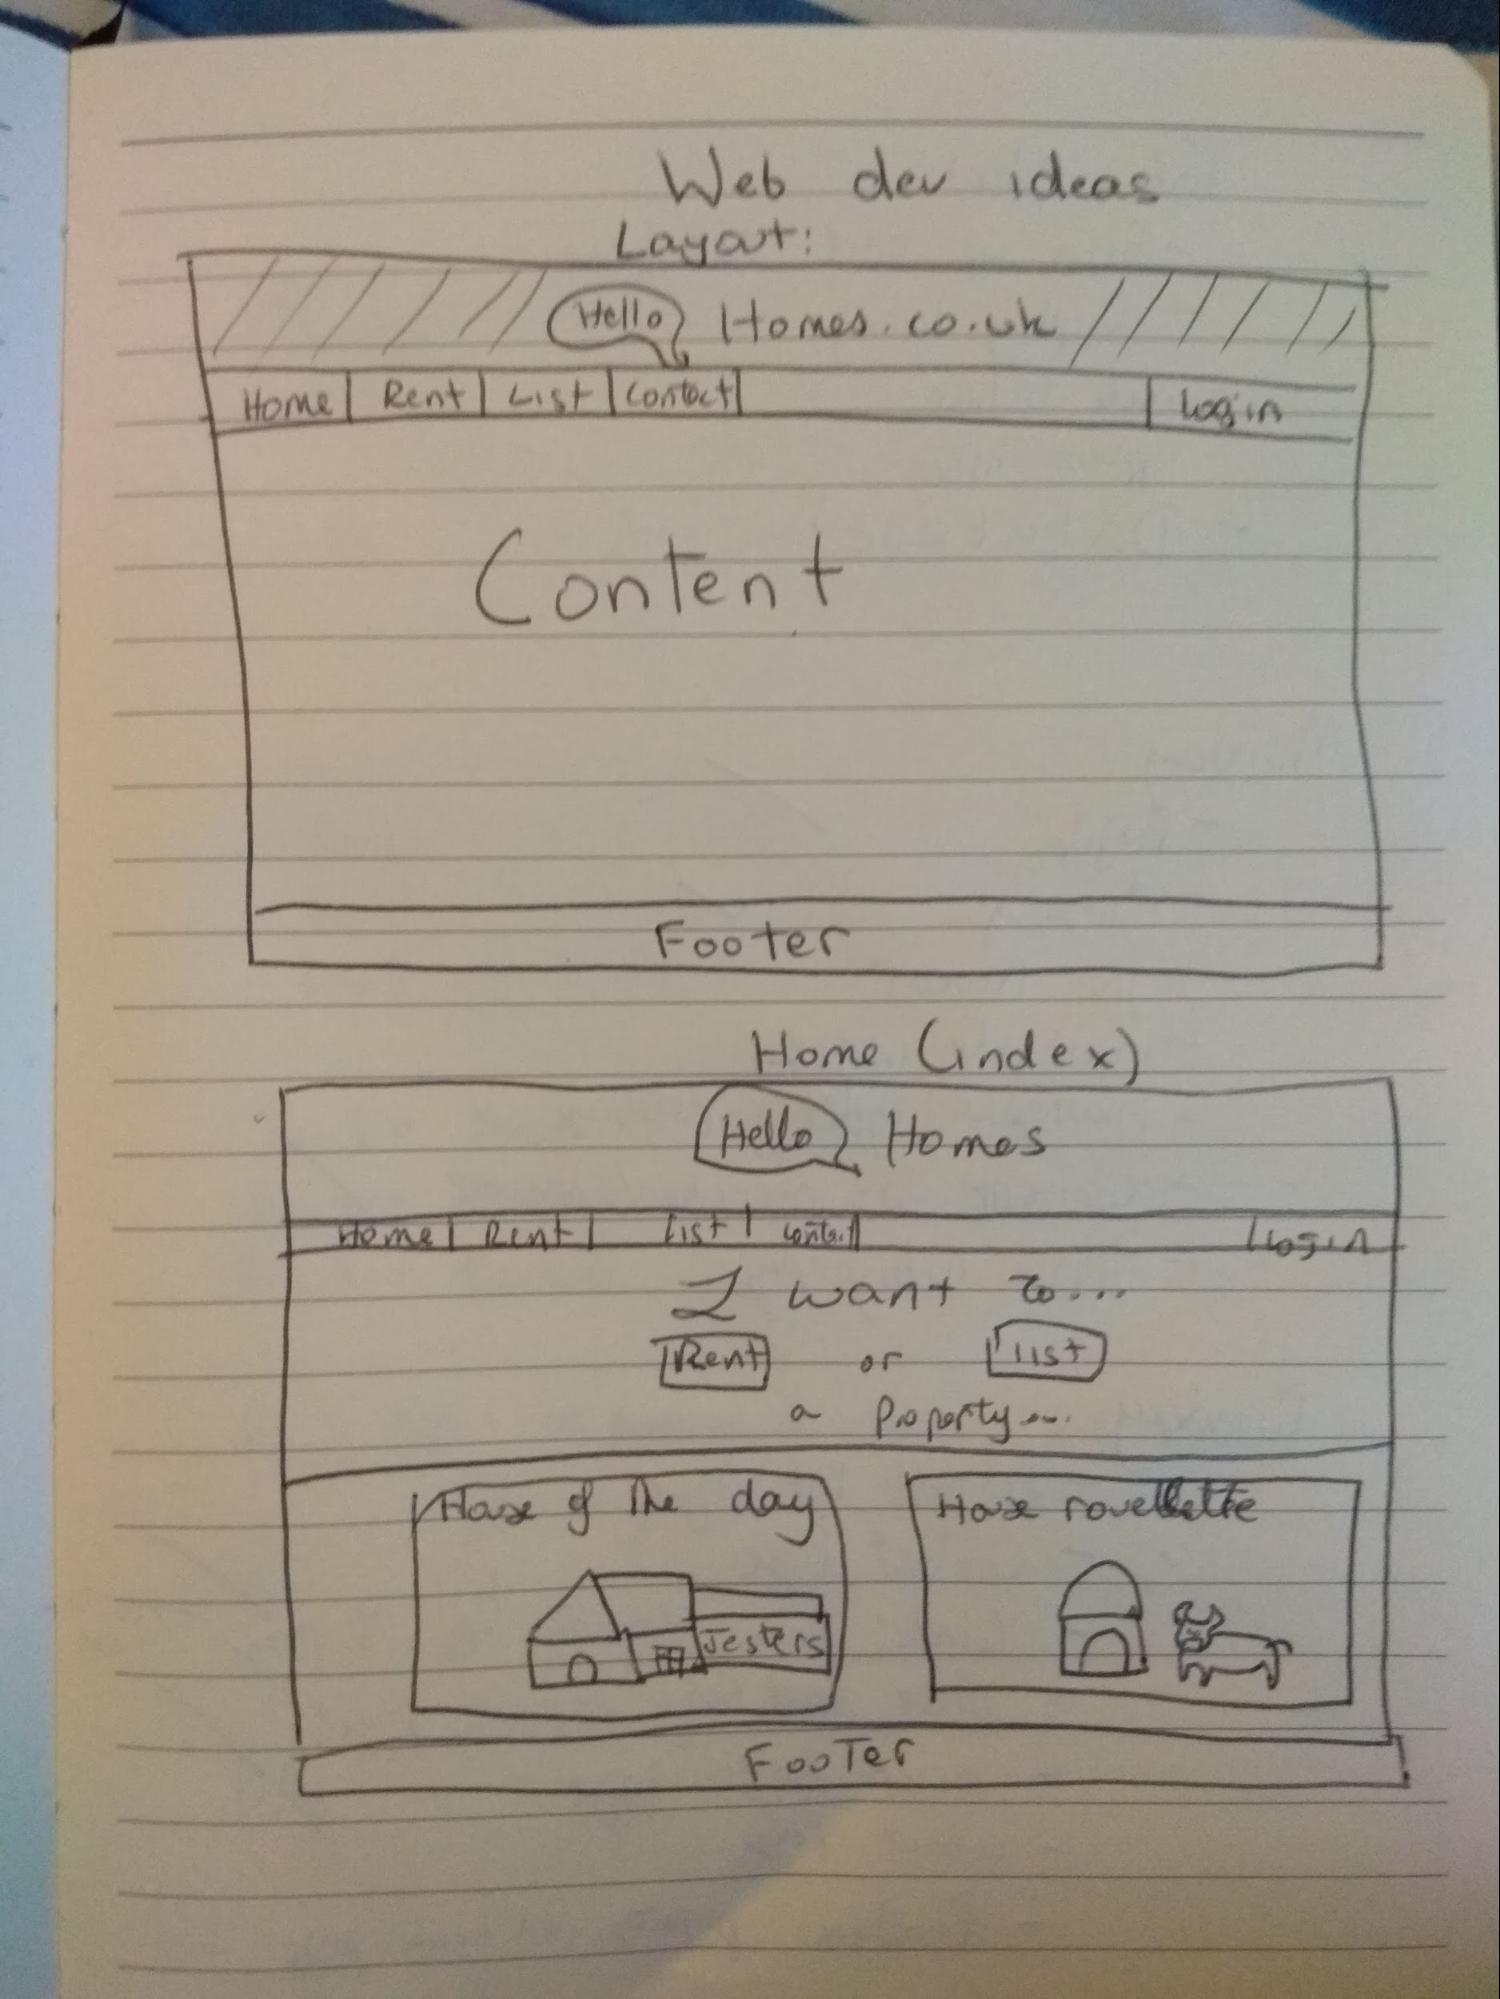 Web dev ideas
Layout:
Hello Homes.co.uk
Home Rent List Contact Login
Content
Footer
Home (index)
Hello Homes
Home Rent List Contact Login
I want to...
Rent or list
a Property...
House of The day House roullette
Jesters
FooTer